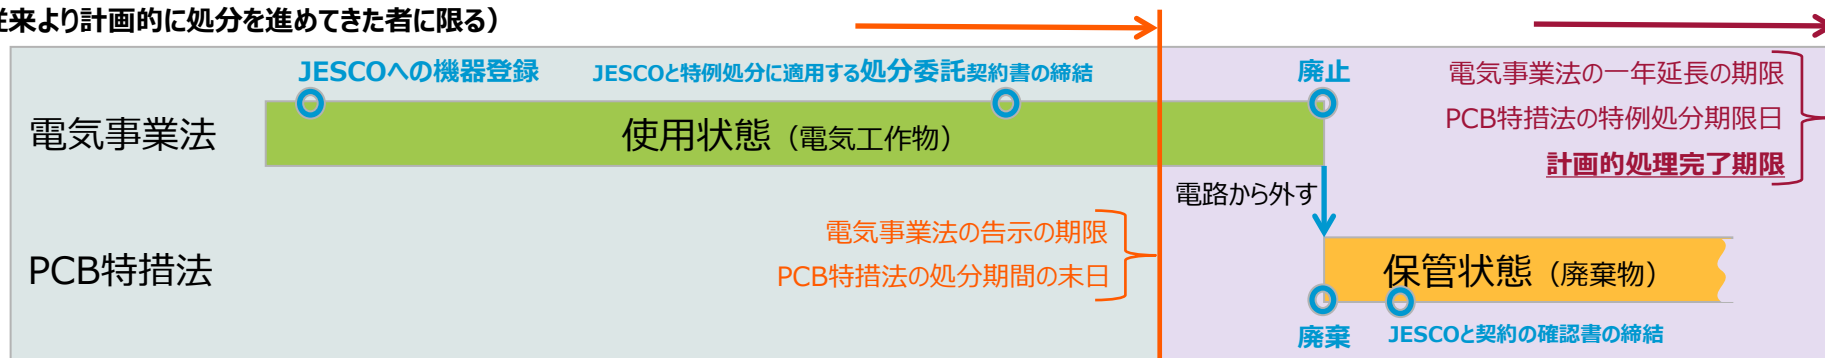 従来より計画的に処分を進めてきた者に限る）
JESCOへの機器登録
JESCOと特例処分に適用する処分委託契約書の締結
廃止
電気事業法の一年延長の期限
PCB特措法の特例処分期限日
計画的処理完了期限
電気事業法
使用状態（電気工作物）
電路から外す
電気事業法の告示の期限
PCB特措法の処分期間の末日
PCB特措法
保管状態（廃棄物）
廃棄
JESCOと契約の確認書の締結